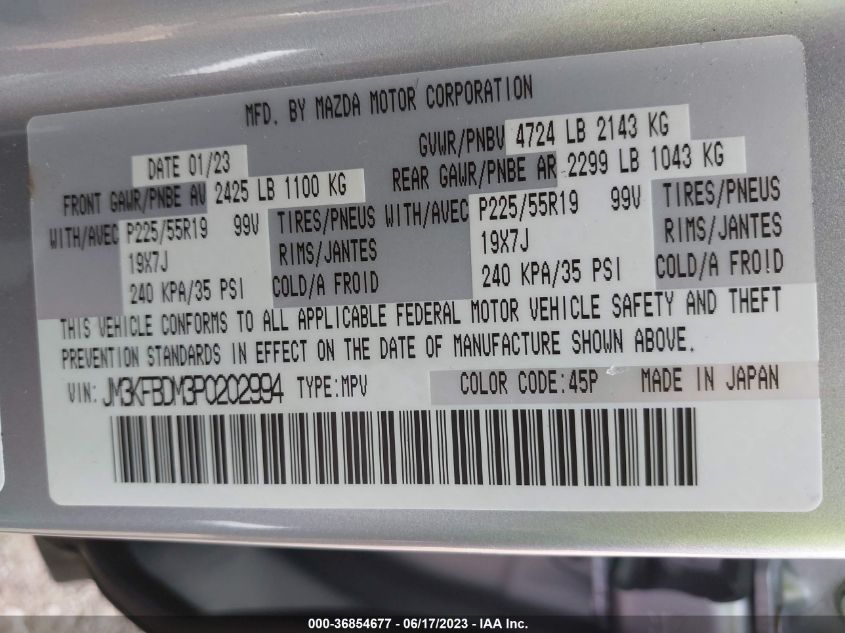 MFD. BY MAZDA MOTOR CORPORATION
DATE 01/23 GVWR/PNBV 4724 LB 2143 KG
FRONT GAWR/PNBE AV 2425 LB 1100 KG REAR GAWR/PNBE AR 2299 LB 1043 KG
WITH/AVEC P225/55R19 99V TIRES/PNEUS WITH/AVEC P225/55R19 99V TIRES/PNEUS
19X7J RIMS/JANTES 19X7J RIMS/JANTES
240 KPA/35 PSI COLD/A FROID 240 KPA/35 PSI COLD/A FROID
THIS VEHICLE CONFORMS TO ALL APPLICABLE FEDERAL MOTOR VEHICLE SAFETY AND THEFT
PREVENTION STANDARDS IN EFFECT ON THE DATE OF MANUFACTURE SHOWN ABOVE.
VIN: JM3KFBDM3P0202994 TYPE:MPV COLOR CODE:45P MADE IN JAPAN
000-36854677 - 06/17/2023 - IAA Inc.